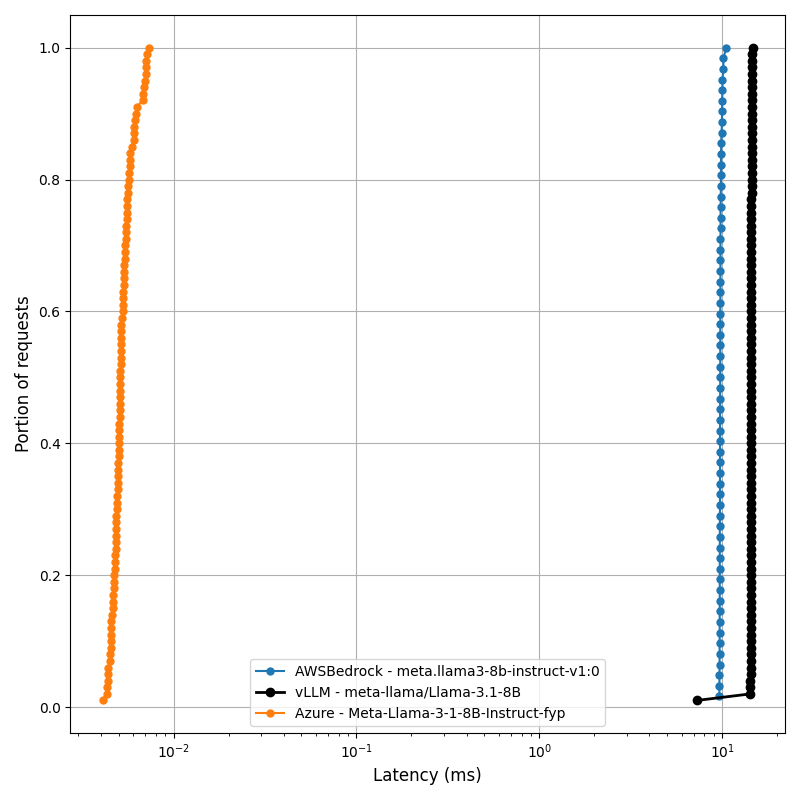 1.0
0.8
0.6
0.4
0.2
0.0
Portion of requests
AWSBedrock - meta.llama3-8b-instruct-v1:0
vLLM - meta-llama/Llama-3.1-8B
Azure - Meta-Llama-3-1-8B-Instruct-fyp
10⁻² 10⁻¹ 10⁰ 10¹
Latency (ms)